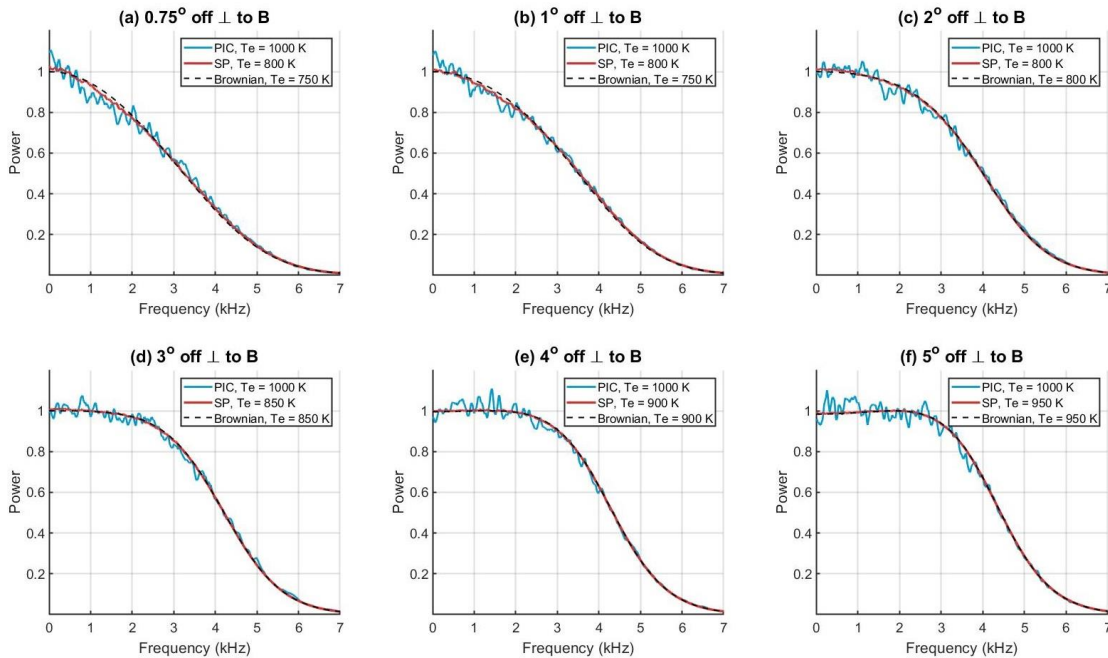 (a) 0.75° off ⊥ to B
PIC, Te = 1000 K
SP, Te = 800 K
Brownian, Te = 750 K
Power
1
0.8
0.6
0.4
0.2
0 1 2 3 4 5 6 7
Frequency (kHz)
(b) 1° off ⊥ to B
PIC, Te = 1000 K
SP, Te = 800 K
Brownian, Te = 750 K
Power
1
0.8
0.6
0.4
0.2
0 1 2 3 4 5 6 7
Frequency (kHz)
(c) 2° off ⊥ to B
PIC, Te = 1000 K
SP, Te = 800 K
Brownian, Te = 800 K
Power
1
0.8
0.6
0.4
0.2
0 1 2 3 4 5 6 7
Frequency (kHz)
(d) 3° off ⊥ to B
PIC, Te = 1000 K
SP, Te = 850 K
Brownian, Te = 850 K
Power
1
0.8
0.6
0.4
0.2
0 1 2 3 4 5 6 7
Frequency (kHz)
(e) 4° off ⊥ to B
PIC, Te = 1000 K
SP, Te = 900 K
Brownian, Te = 900 K
Power
1
0.8
0.6
0.4
0.2
0 1 2 3 4 5 6 7
Frequency (kHz)
(f) 5° off ⊥ to B
PIC, Te = 1000 K
SP, Te = 950 K
Brownian, Te = 950 K
Power
1
0.8
0.6
0.4
0.2
0 1 2 3 4 5 6 7
Frequency (kHz)